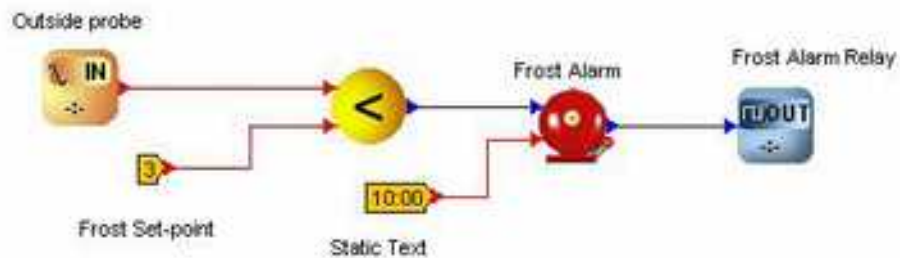 Outside probe
IN
-:-
<
Frost Alarm
Frost Alarm Relay
OUT
-:-
3
10:00
Frost Set-point
Static Text